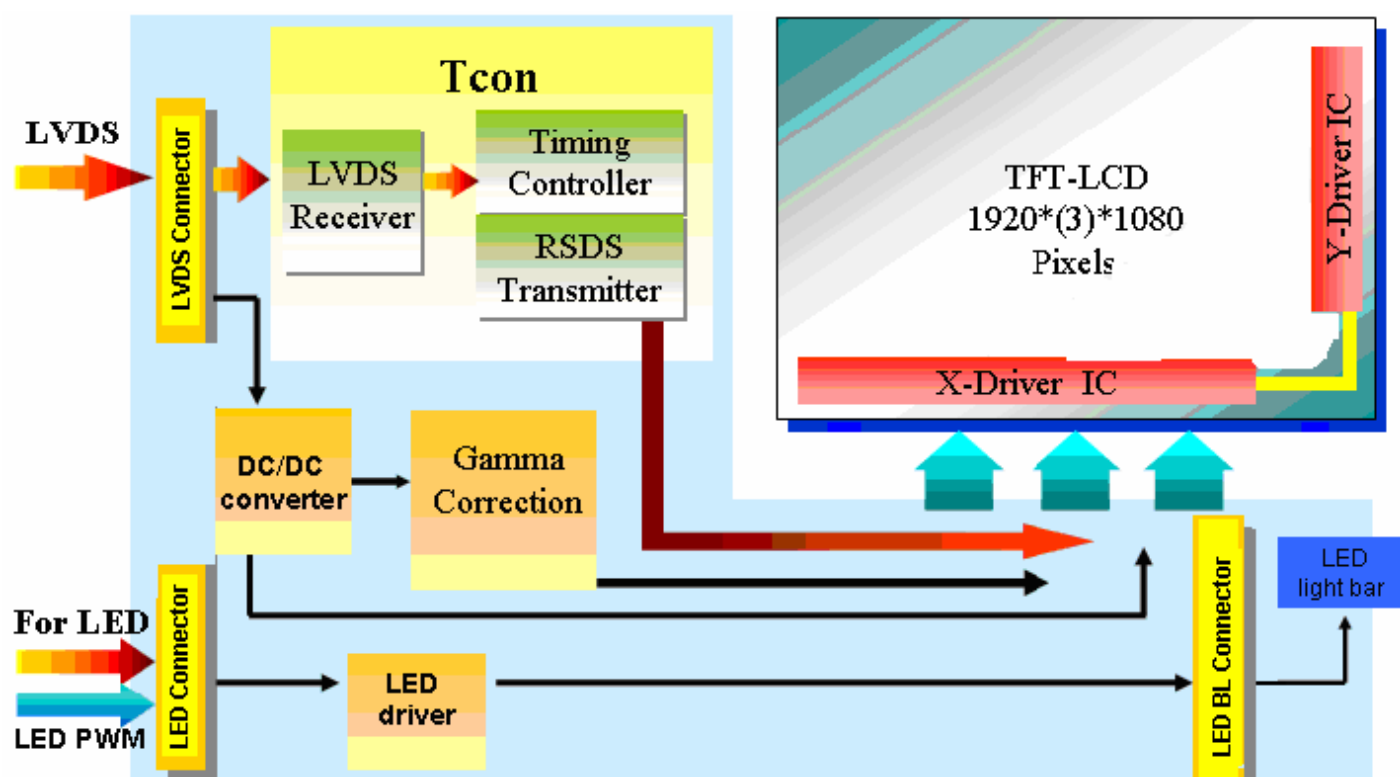 Tcon
LVDS
LVDS Connector
LVDS
Receiver
Timing
Controller
RSDS
Transmitter
TFT-LCD
1920*(3)*1080
Pixels
Y-Driver IC
X-Driver IC
DC/DC
converter
Gamma
Correction
For LED
LED PWM
LED Connector
LED
driver
LED BL Connector
LED
light bar